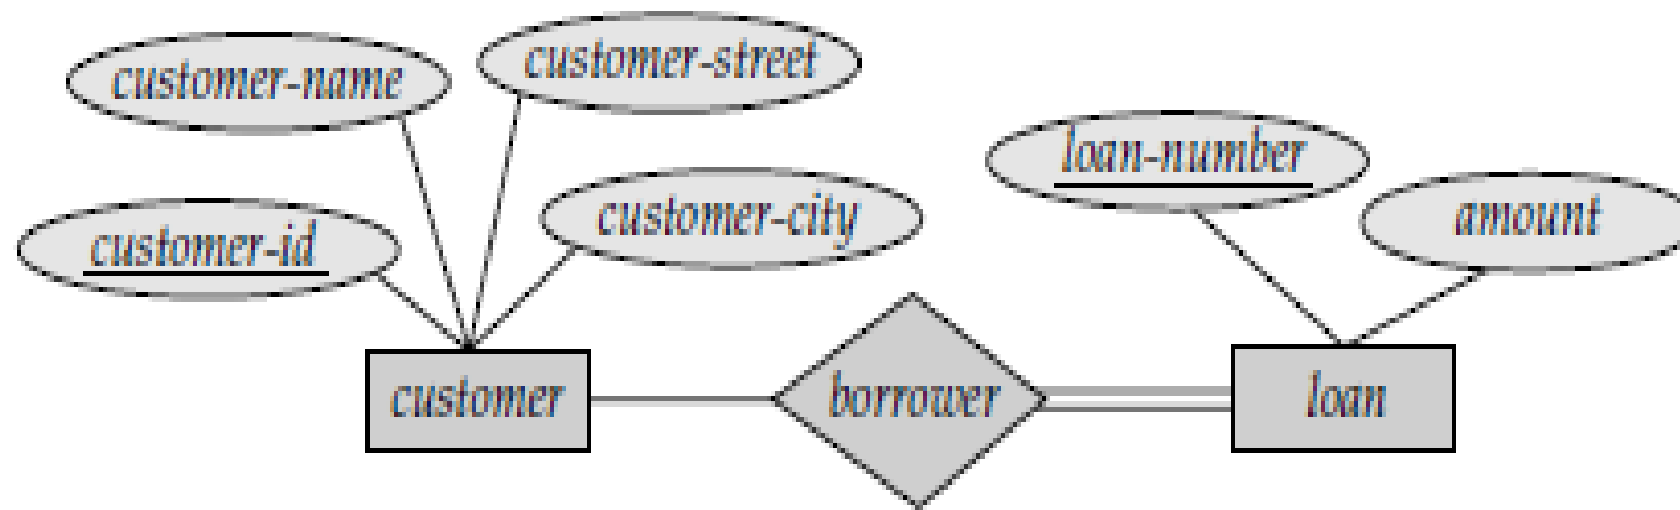 customer-name
customer-street
loan-number
customer-id
customer-city
amount
customer
borrower
loan